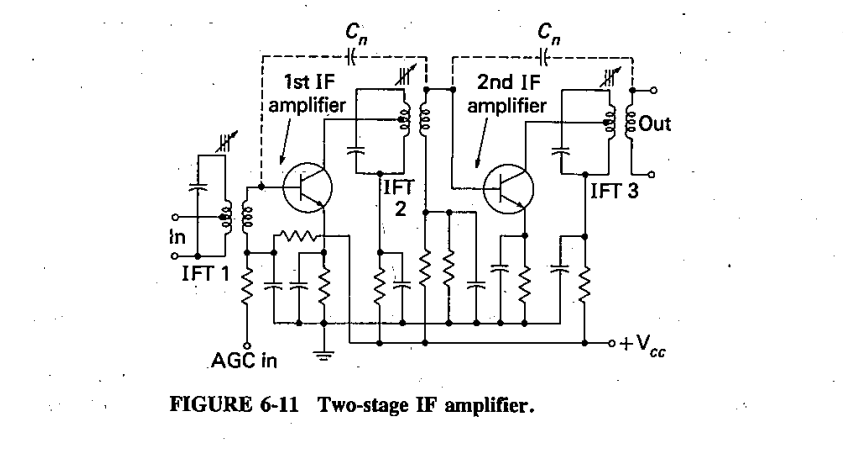 Cn
Cn
1st IF
amplifier
2nd IF
amplifier
Out
In
IFT 1
IFT
2
IFT 3
AGC in
+Vcc
FIGURE 6-11 Two-stage IF amplifier.